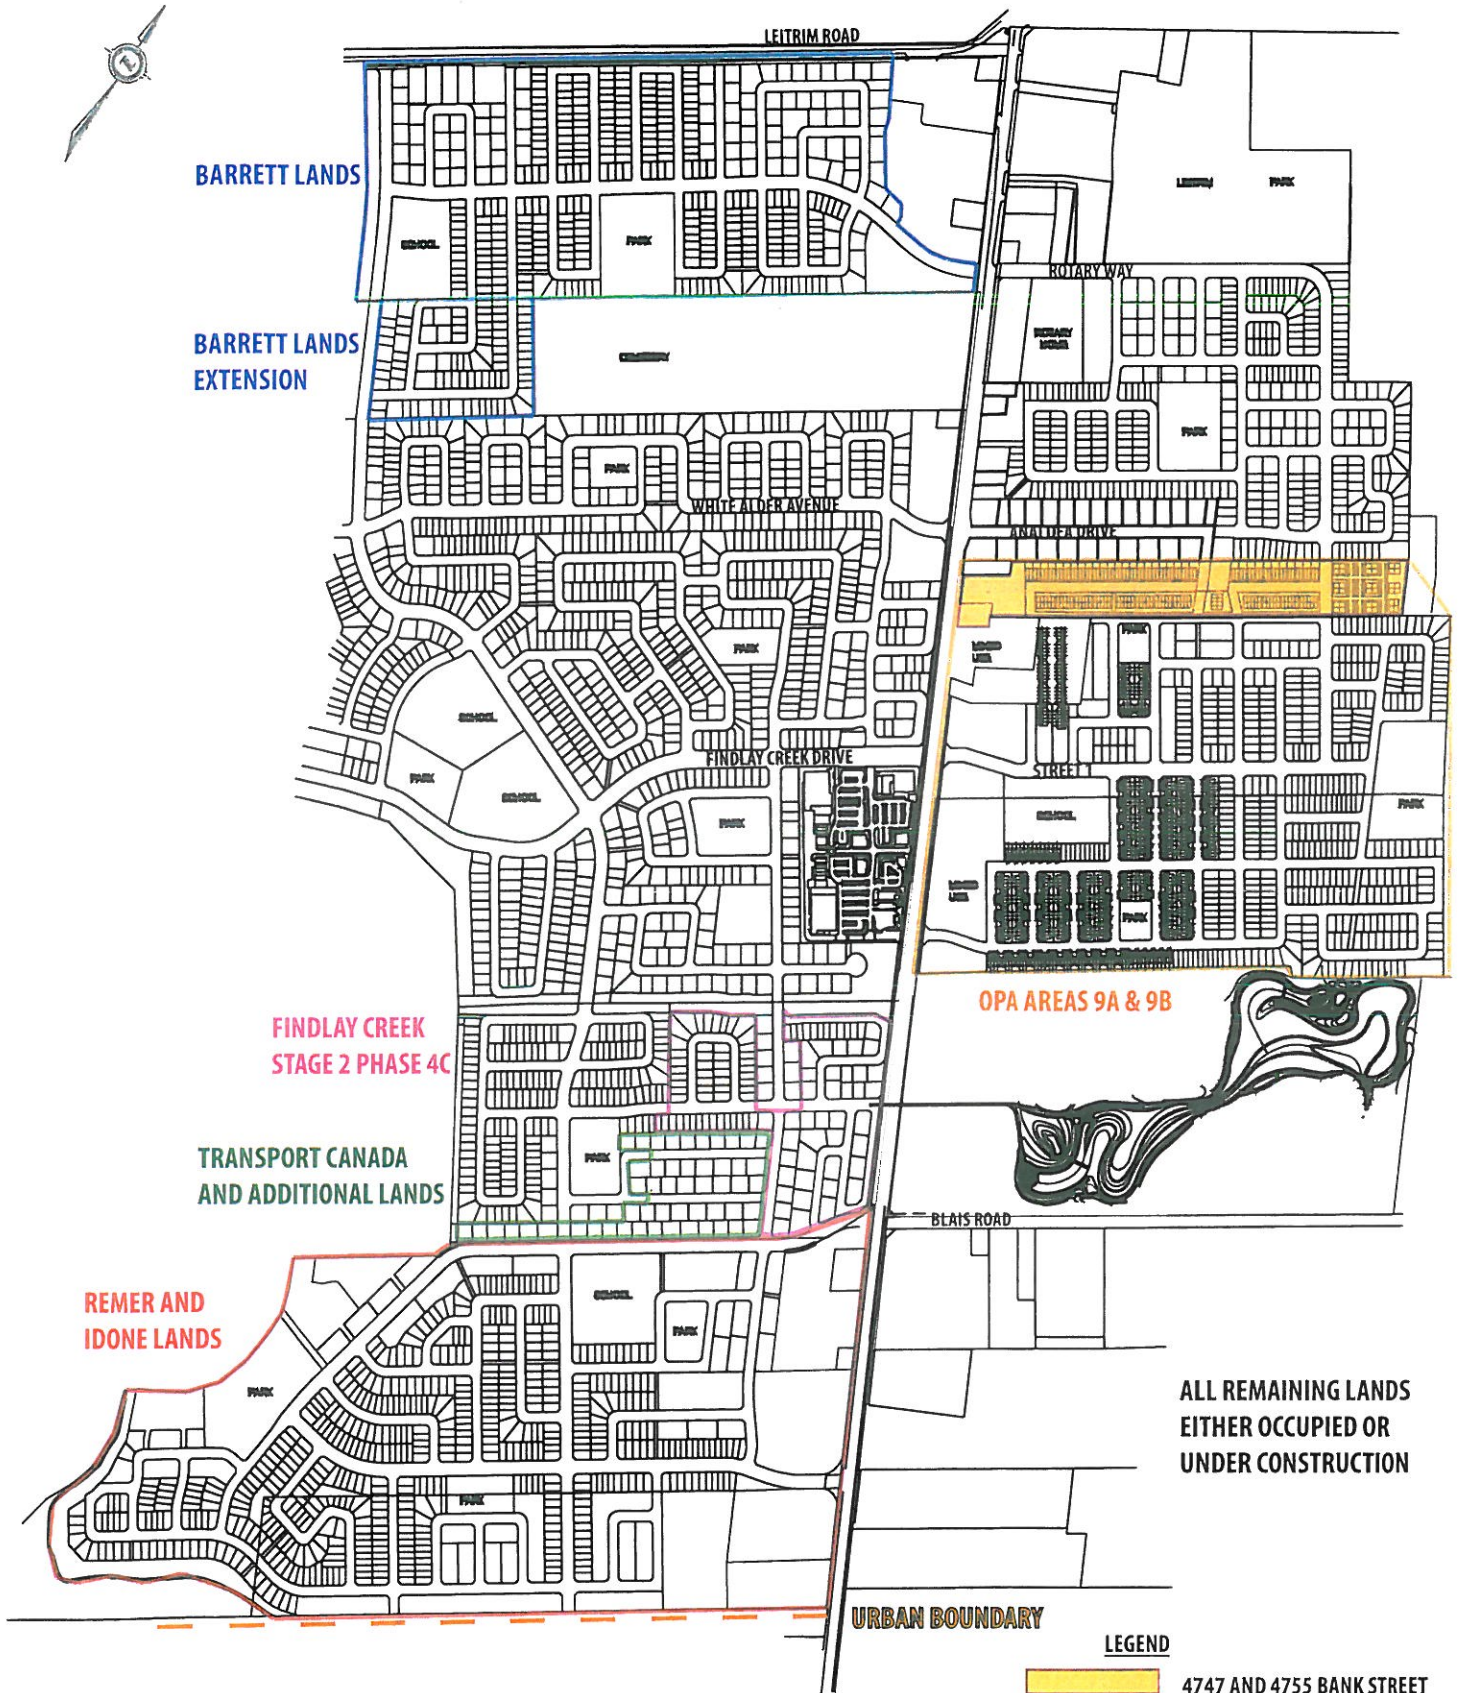 LEITRIM ROAD
BARRETT LANDS
LEITRIM PARK
SCHOOL
PARK
ROTARY WAY
BARRETT LANDS
EXTENSION
ROTARY
HOME
CEMETERY
PARK
PARK
WHITE ALDER AVENUE
ANALDEA DRIVE
PARK
MIXED
USE
PARK
SCHOOL
FINDLAY CREEK DRIVE
STREET 1
PARK
SCHOOL
PARK
SCHOOL
PARK
MIXED
USE
PARK
OPA AREAS 9A & 9B
FINDLAY CREEK
STAGE 2 PHASE 4C
TRANSPORT CANADA
AND ADDITIONAL LANDS
PARK
BLAIS ROAD
REMER AND
IDONE LANDS
SCHOOL
PARK
PARK
ALL REMAINING LANDS
EITHER OCCUPIED OR
UNDER CONSTRUCTION
PARK
URBAN BOUNDARY
LEGEND
4747 AND 4755 BANK STREET